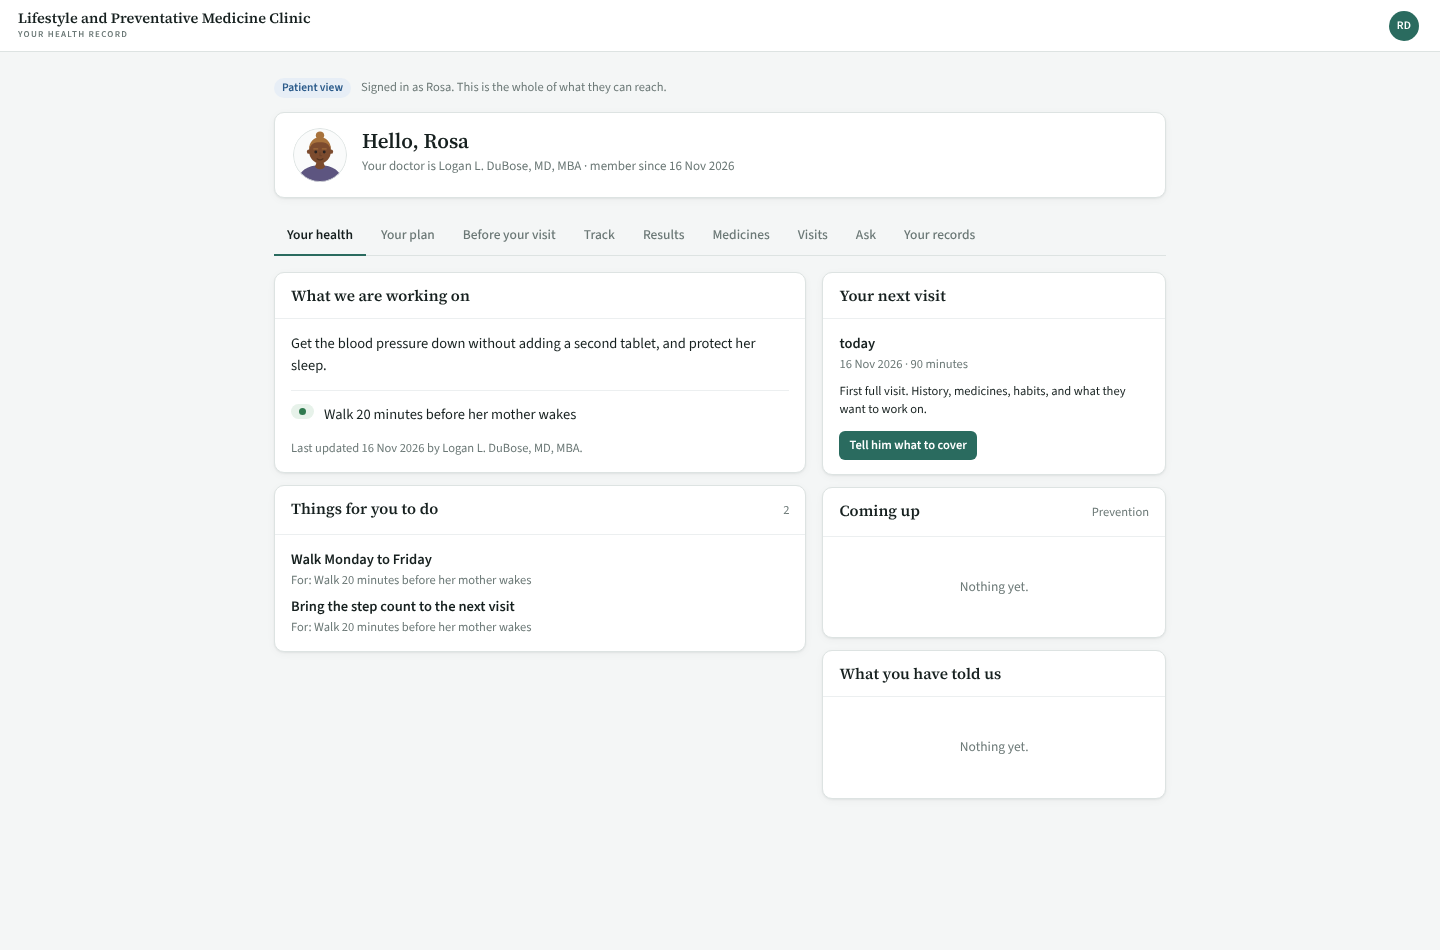 Lifestyle and Preventative Medicine Clinic
YOUR HEALTH RECORD
RD
Patient view
Signed in as Rosa. This is the whole of what they can reach.
Hello, Rosa
Your doctor is Logan L. DuBose, MD, MBA · member since 16 Nov 2026
Your health
Your plan
Before your visit
Track
Results
Medicines
Visits
Ask
Your records
What we are working on
Get the blood pressure down without adding a second tablet, and protect her
sleep.
Walk 20 minutes before her mother wakes
Last updated 16 Nov 2026 by Logan L. DuBose, MD, MBA.
Things for you to do
2
Walk Monday to Friday
For: Walk 20 minutes before her mother wakes
Bring the step count to the next visit
For: Walk 20 minutes before her mother wakes
Your next visit
today
16 Nov 2026 · 90 minutes
First full visit. History, medicines, habits, and what they
want to work on.
Tell him what to cover
Coming up
Prevention
Nothing yet.
What you have told us
Nothing yet.